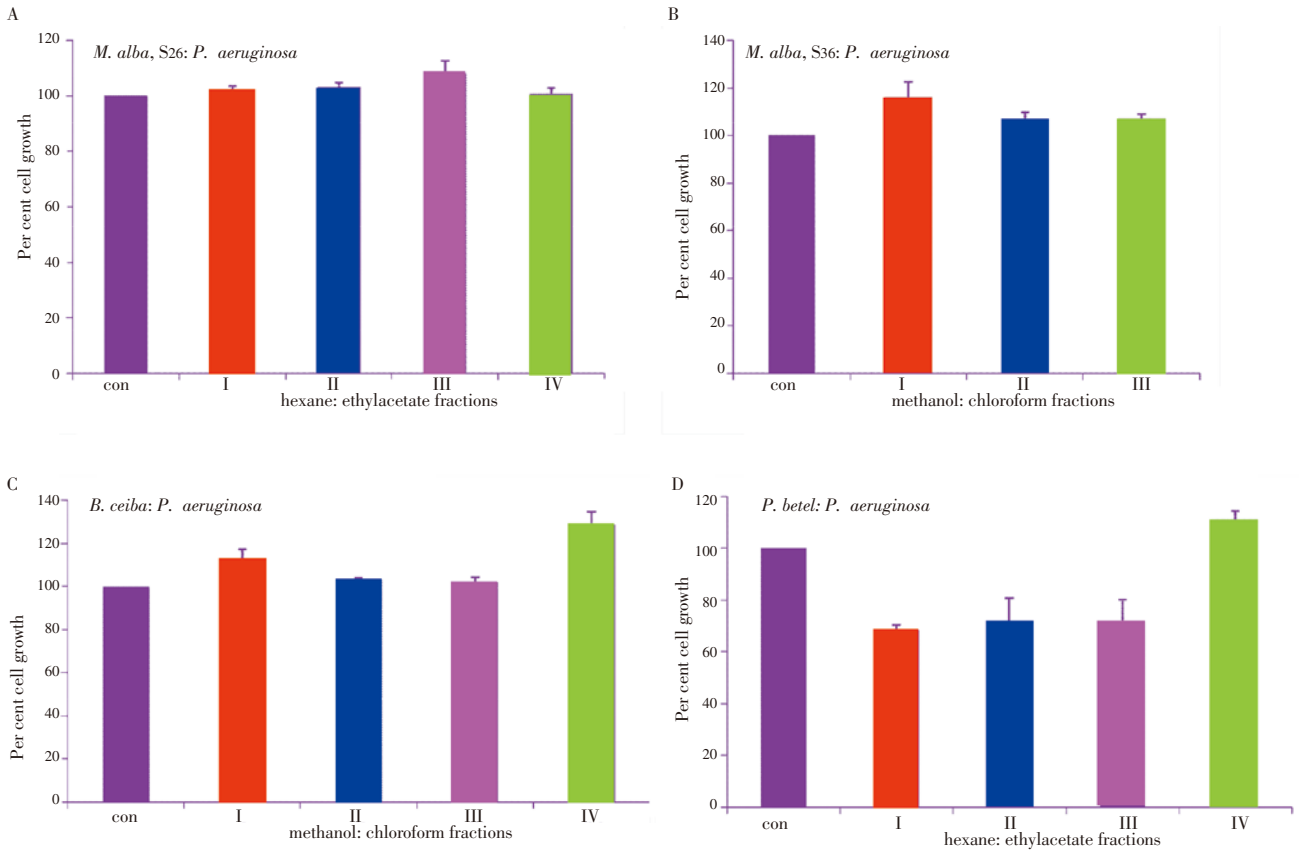 A
M. alba, S26: P. aeruginosa
Per cent cell growth
120
100
80
60
40
20
0
con I II III IV
hexane: ethylacetate fractions
B
M. alba, S36: P. aeruginosa
Per cent cell growth
140
120
100
80
60
40
20
0
con I II III
methanol: chloroform fractions
C
B. ceiba: P. aeruginosa
Per cent cell growth
140
120
100
80
60
40
20
0
con I II III IV
methanol: chloroform fractions
D
P. betel: P. aeruginosa
Per cent cell growth
120
100
80
60
40
20
0
con I II III IV
hexane: ethylacetate fractions